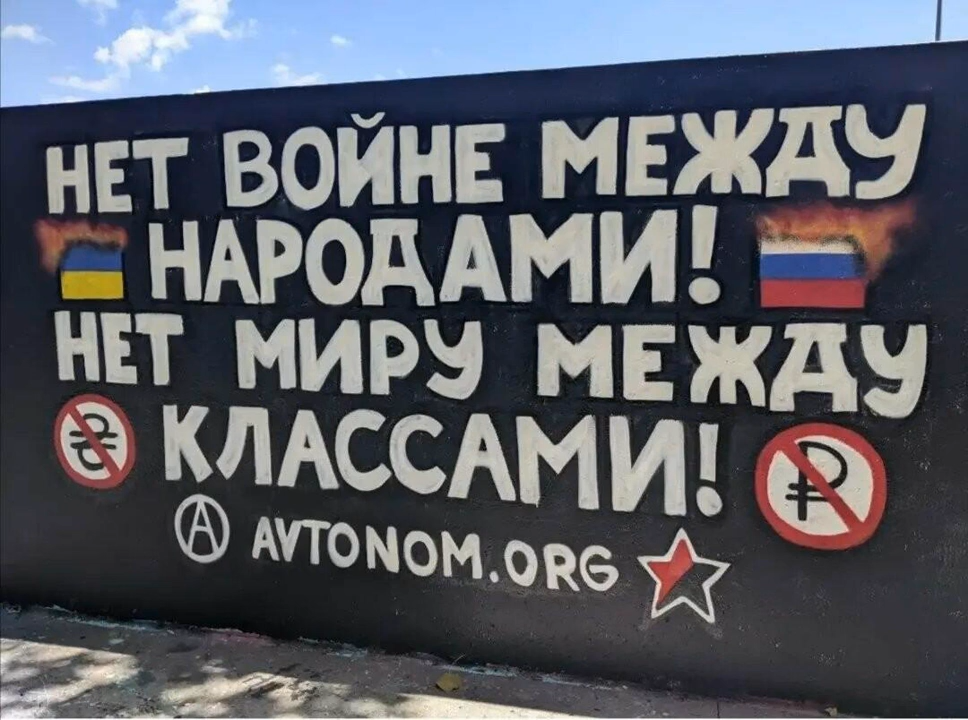 НЕТ ВОЙНЕ МЕЖДУ
НАРОДАМИ!
НЕТ МИРУ МЕЖДУ
₴ КЛАССАМИ! ₽
Ⓐ AVTONOM.ORG